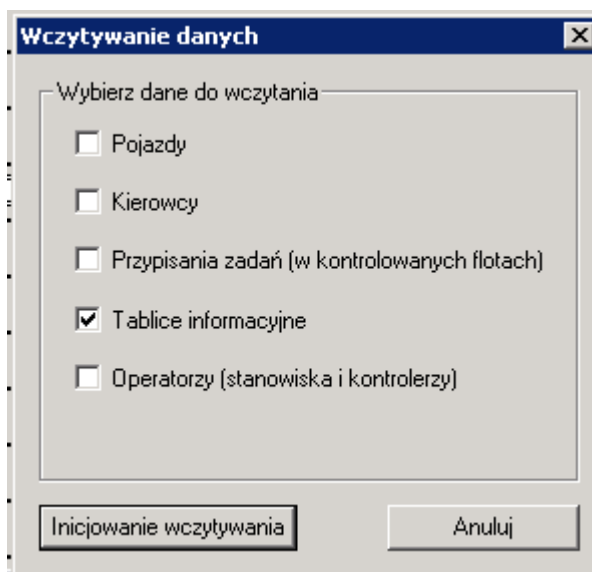 Wczytywanie danych
Wybierz dane do wczytania
Pojazdy
Kierowcy
Przypisania zadań (w kontrolowanych flotach)
Tablice informacyjne
Operatorzy (stanowiska i kontrolerzy)
Inicjowanie wczytywania
Anuluj